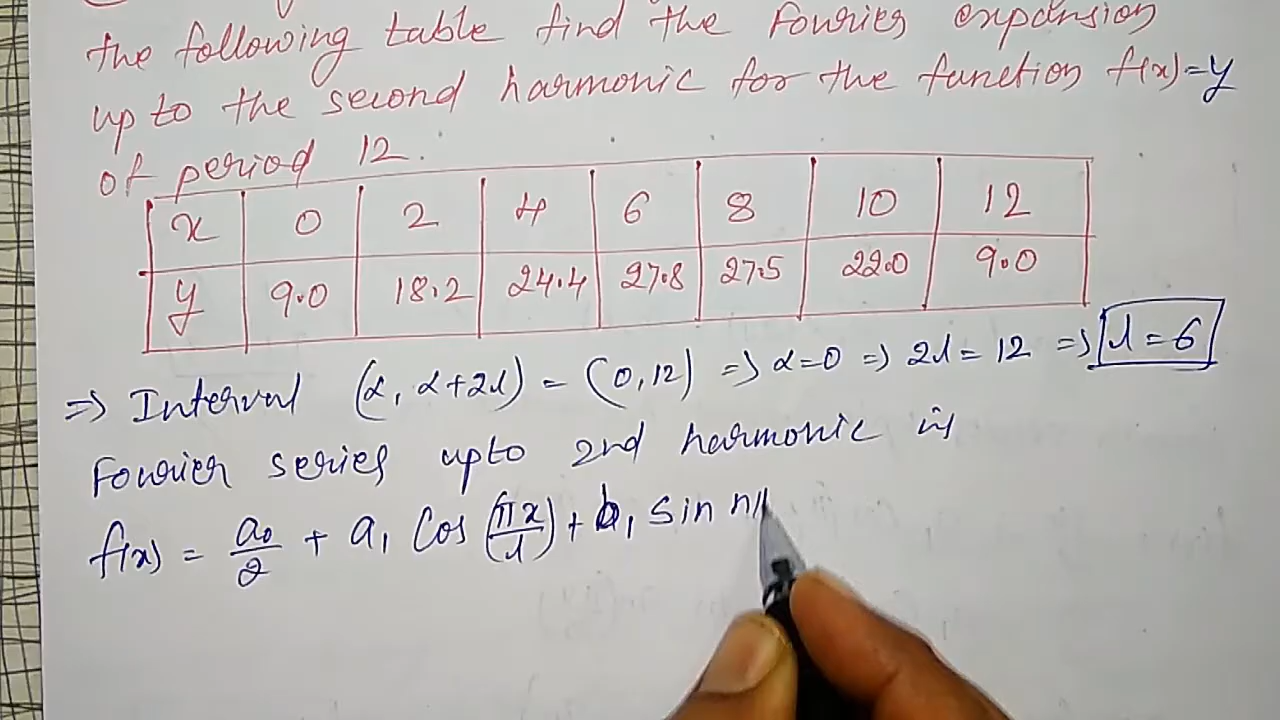 the following table find the Fourier expansion
up to the second harmonic for the function f(x)=y
of period 12.
x 0 2 4 6 8 10 12
y 9.0 18.2 24.4 27.8 27.5 22.0 9.0
=> Interval (α, α+2l) = (0,12) => α=0 => 2l = 12 => l = 6
Fourier series upto 2nd harmonic is
f(x) = a₀/2 + a₁ Cos (πx/l) + b₁ sin n